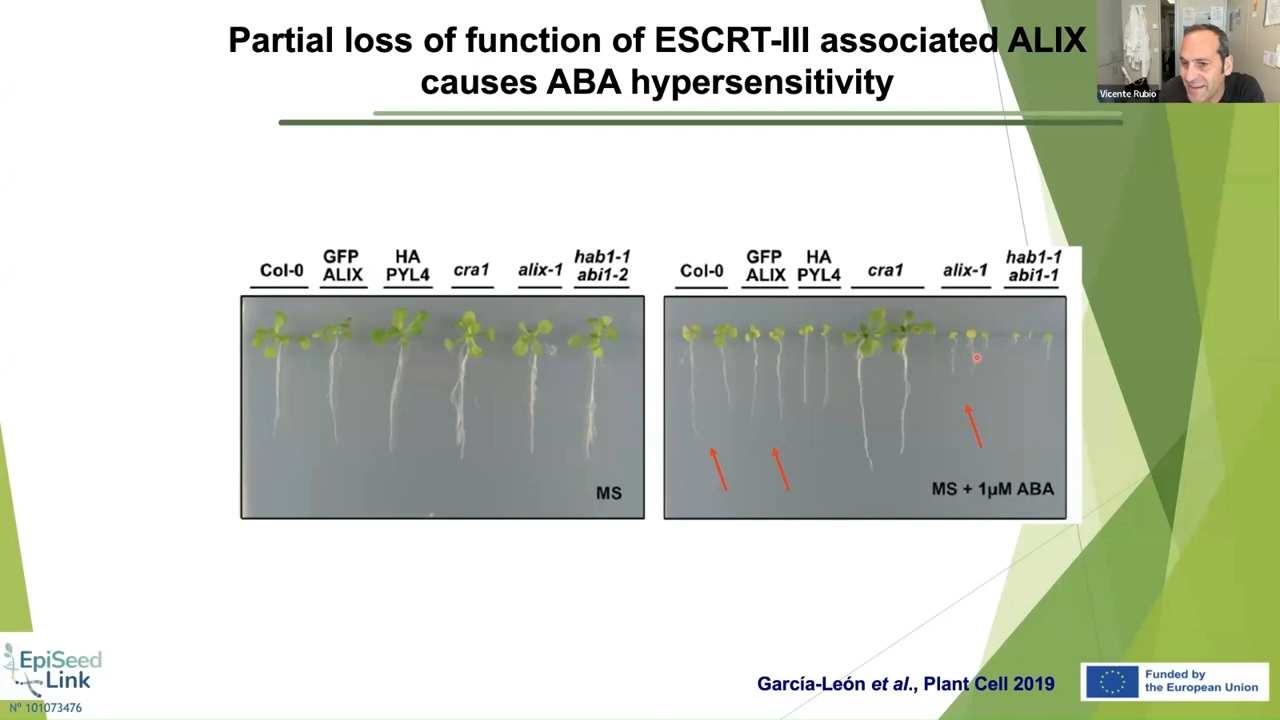 Partial loss of function of ESCRT-III associated ALIX
causes ABA hypersensitivity
Vicente Rubio
Col-0
GFP
ALIX
HA
PYL4
cra1
alix-1
hab1-1
abi1-2
MS
Col-0
GFP
ALIX
HA
PYL4
cra1
alix-1
hab1-1
abi1-1
MS + 1µM ABA
EpiSeed
Link
Nº 101073476
García-León et al., Plant Cell 2019
Funded by
the European Union